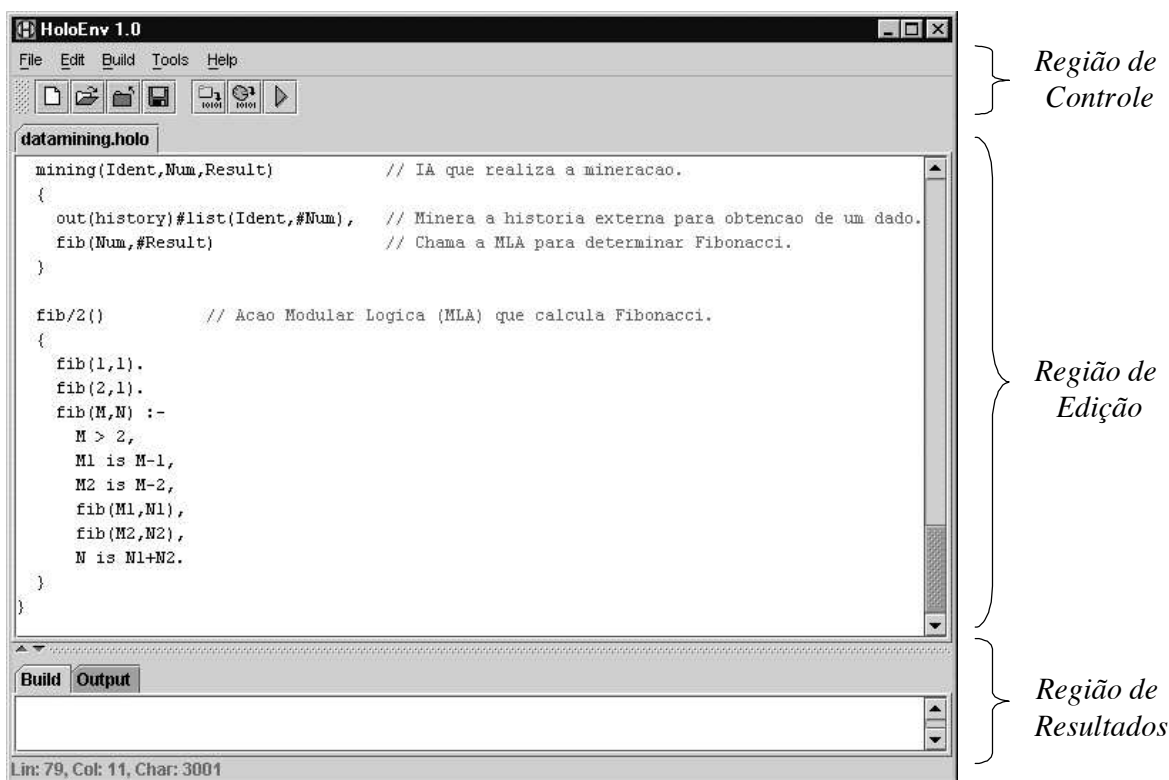 HoloEnv 1.0
File Edit Build Tools Help
datamining.holo
mining(Ident,Num,Result) // IA que realiza a mineracao.
{
out(history)#list(Ident,#Num), // Minera a historia externa para obtencao de um dado.
fib(Num,#Result) // Chama a MLA para determinar Fibonacci.
}
fib/2() // Acao Modular Logica (MLA) que calcula Fibonacci.
{
fib(1,1).
fib(2,1).
fib(M,N) :-
M > 2,
M1 is M-1,
M2 is M-2,
fib(M1,N1),
fib(M2,N2),
N is N1+N2.
}
}
Build Output
Lin: 79, Col: 11, Char: 3001
Região de
Controle
Região de
Edição
Região de
Resultados